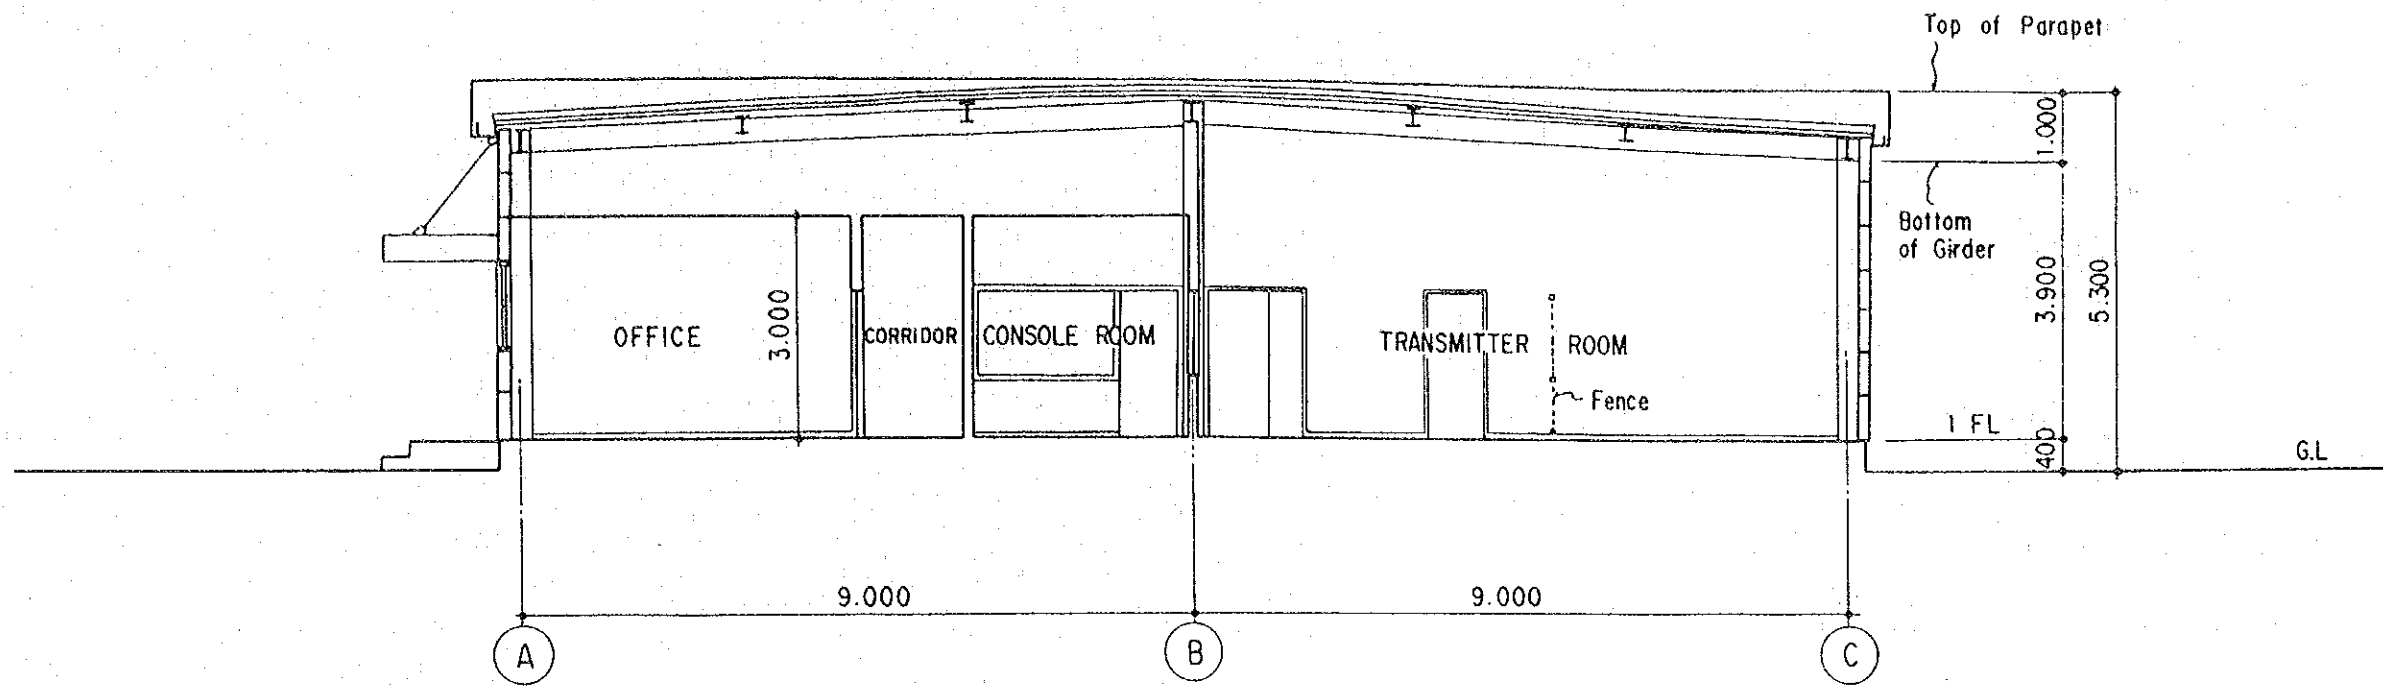 Top of Parapet
1.000
Bottom
of Girder
3.900
5.300
3.000
OFFICE
CORRIDOR
CONSOLE ROOM
TRANSMITTER ROOM
Fence
1 FL
400
G.L
9.000
9.000
A
B
C